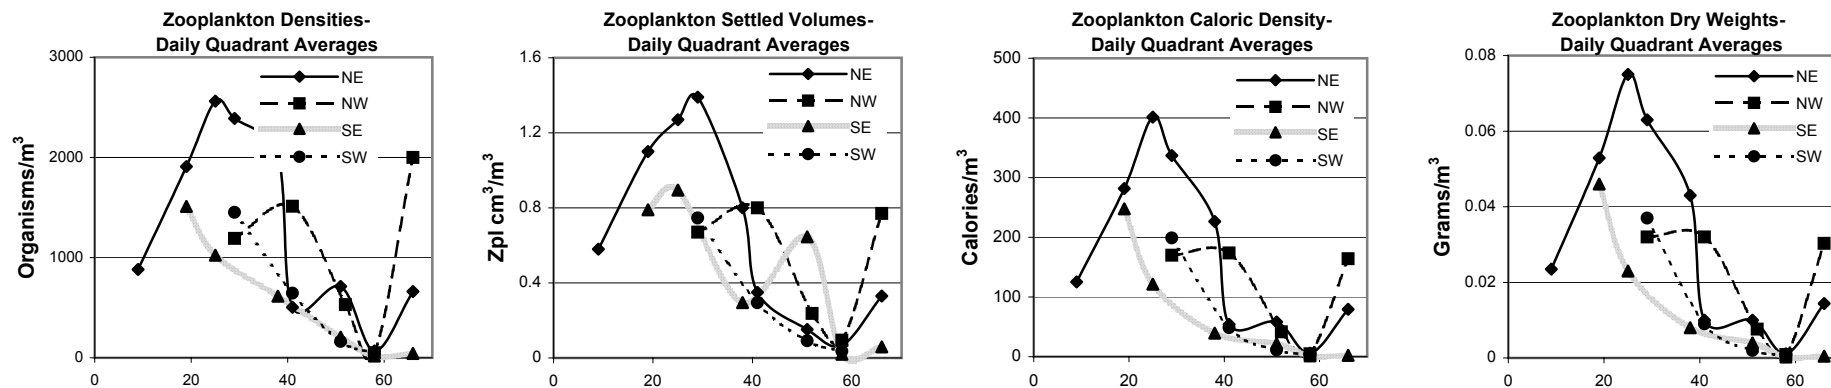 Zooplankton Densities-
Daily Quadrant Averages
3000
2000
1000
0
0 20 40 60
Organisms/m³
NE
NW
SE
SW
Zooplankton Settled Volumes-
Daily Quadrant Averages
1.6
1.2
0.8
0.4
0
0 20 40 60
Zpl cm³/m³
NE
NW
SE
SW
Zooplankton Caloric Density-
Daily Quadrant Averages
500
400
300
200
100
0
0 20 40 60
Calories/m³
NE
NW
SE
SW
Zooplankton Dry Weights-
Daily Quadrant Averages
0.08
0.06
0.04
0.02
0
0 20 40 60
Grams/m³
NE
NW
SE
SW